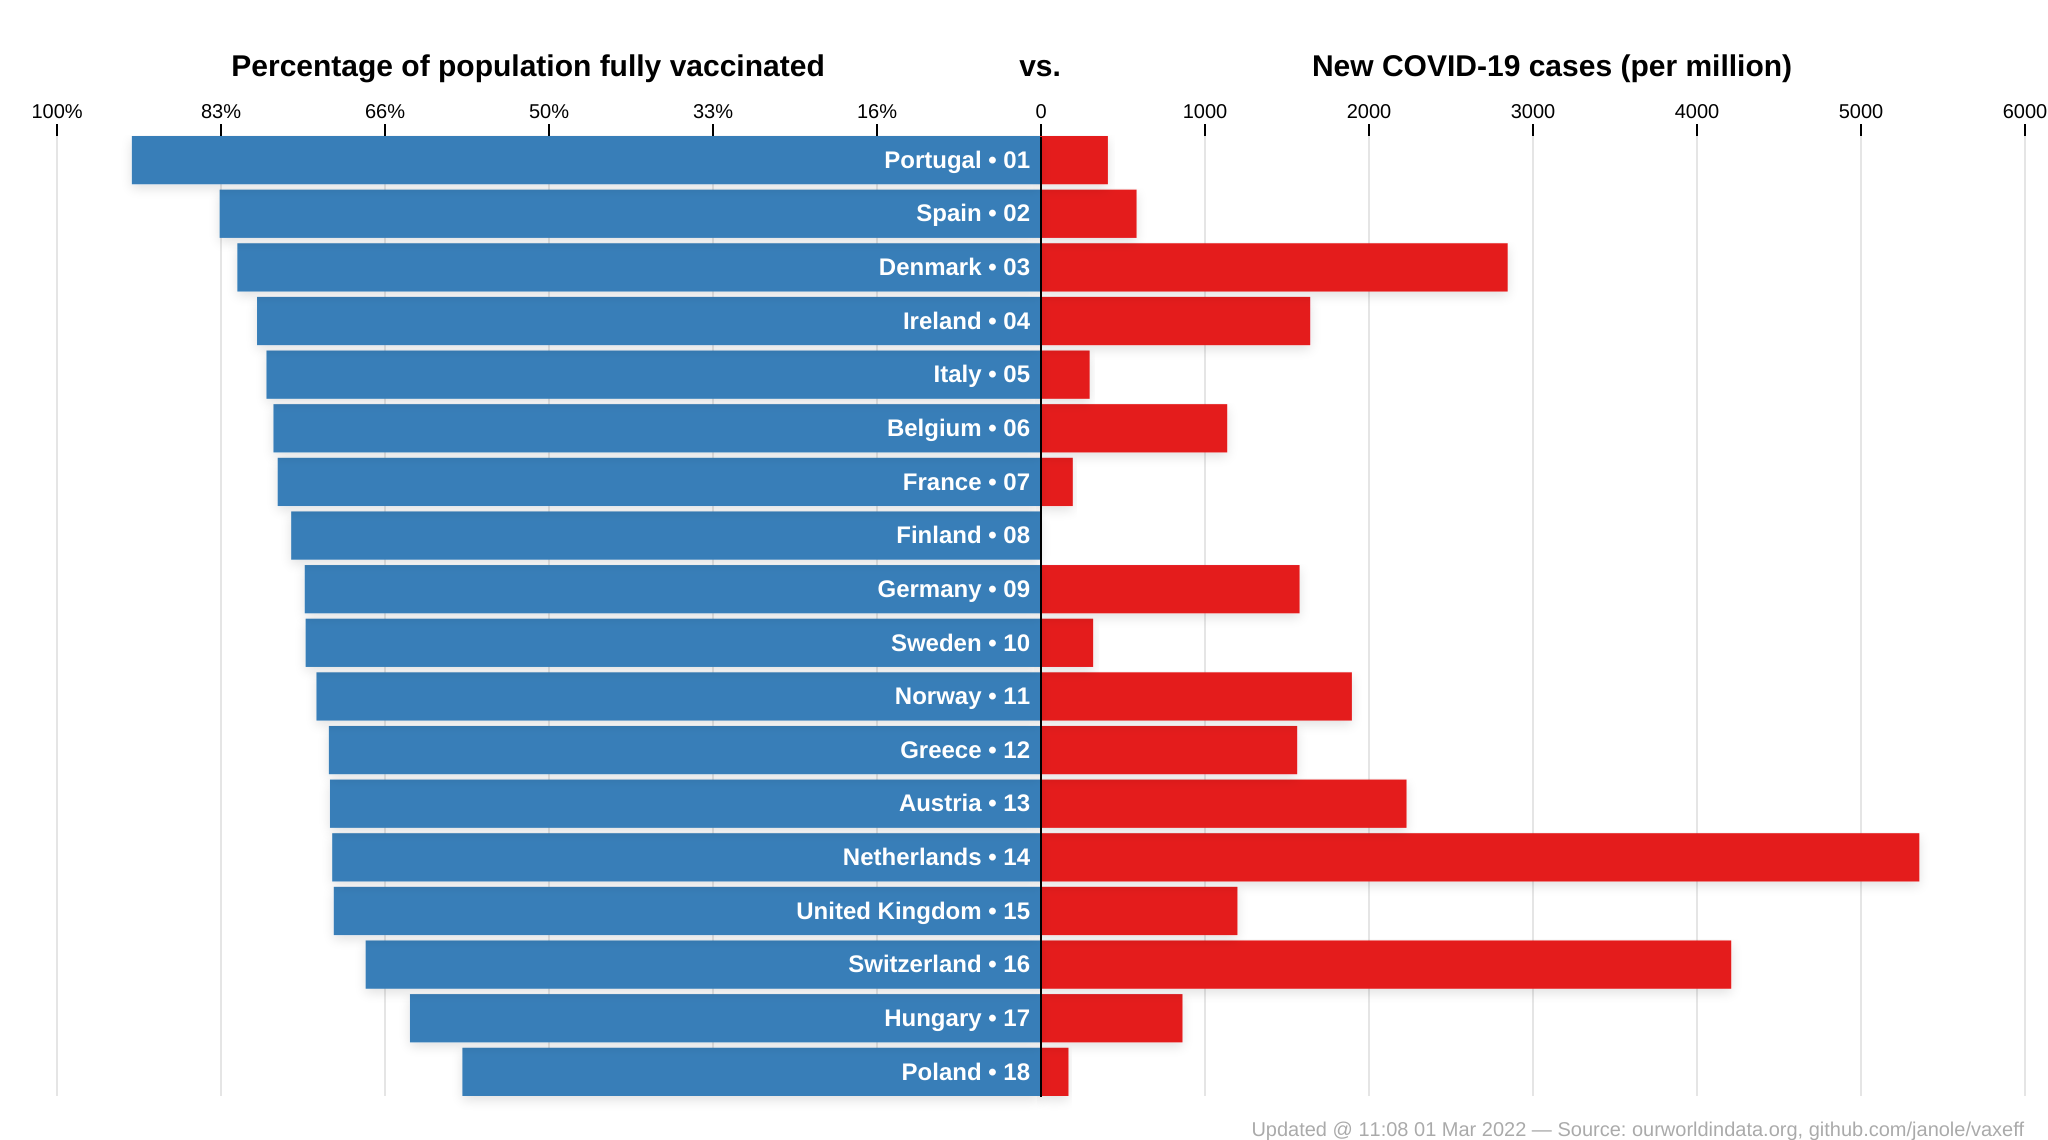 Percentage of population fully vaccinated vs. New COVID-19 cases (per million)
100% 83% 66% 50% 33% 16% 0 1000 2000 3000 4000 5000 6000
Portugal • 01
Spain • 02
Denmark • 03
Ireland • 04
Italy • 05
Belgium • 06
France • 07
Finland • 08
Germany • 09
Sweden • 10
Norway • 11
Greece • 12
Austria • 13
Netherlands • 14
United Kingdom • 15
Switzerland • 16
Hungary • 17
Poland • 18
Updated @ 11:08 01 Mar 2022 — Source: ourworldindata.org, github.com/janole/vaxeff